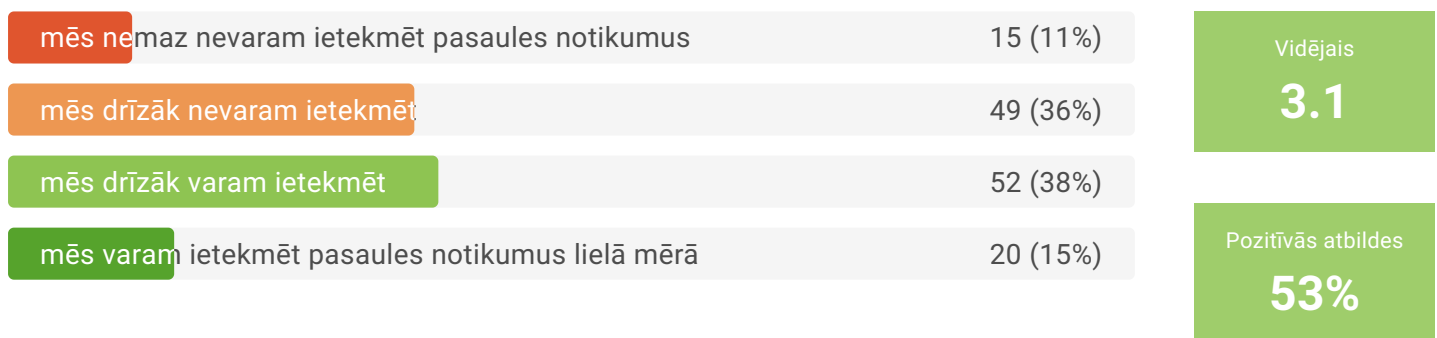 mēs nemaz nevaram ietekmēt pasaules notikumus 15 (11%)
mēs drīzāk nevaram ietekmēt 49 (36%)
mēs drīzāk varam ietekmēt 52 (38%)
mēs varam ietekmēt pasaules notikumus lielā mērā 20 (15%)
Vidējais
3.1
Pozitīvās atbildes
53%